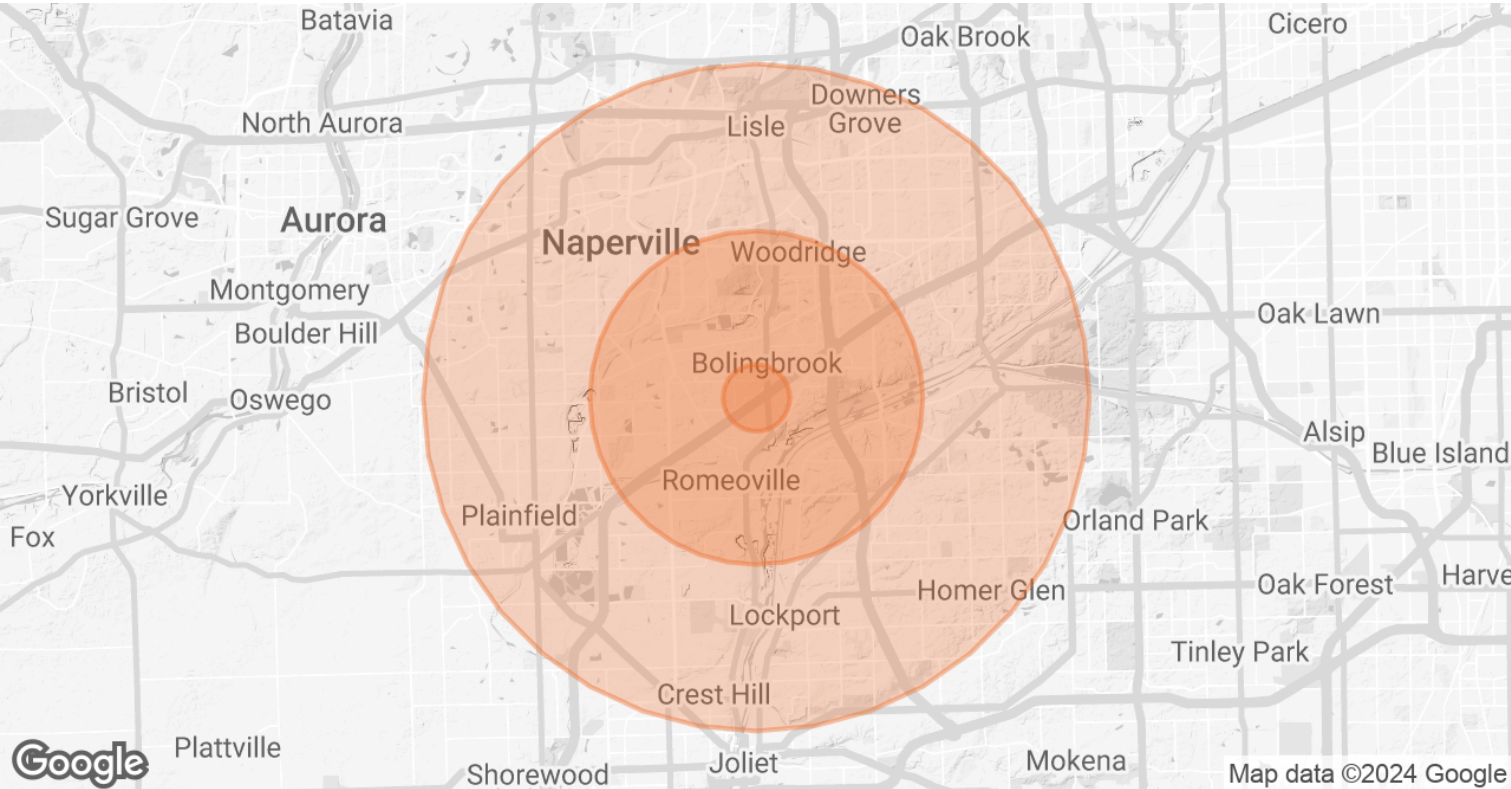 Batavia
Cicero
Oak Brook
Downers
Grove
North Aurora
Lisle
Sugar Grove
Aurora
Naperville
Woodridge
Montgomery
Oak Lawn
Boulder Hill
Bolingbrook
Bristol
Oswego
Alsip
Blue Island
Romeoville
Yorkville
Plainfield
Orland Park
Fox
Harve
Oak Forest
Homer Glen
Lockport
Tinley Park
Crest Hill
Plattville
Google
Joliet
Mokena
Shorewood
Map data ©2024 Google